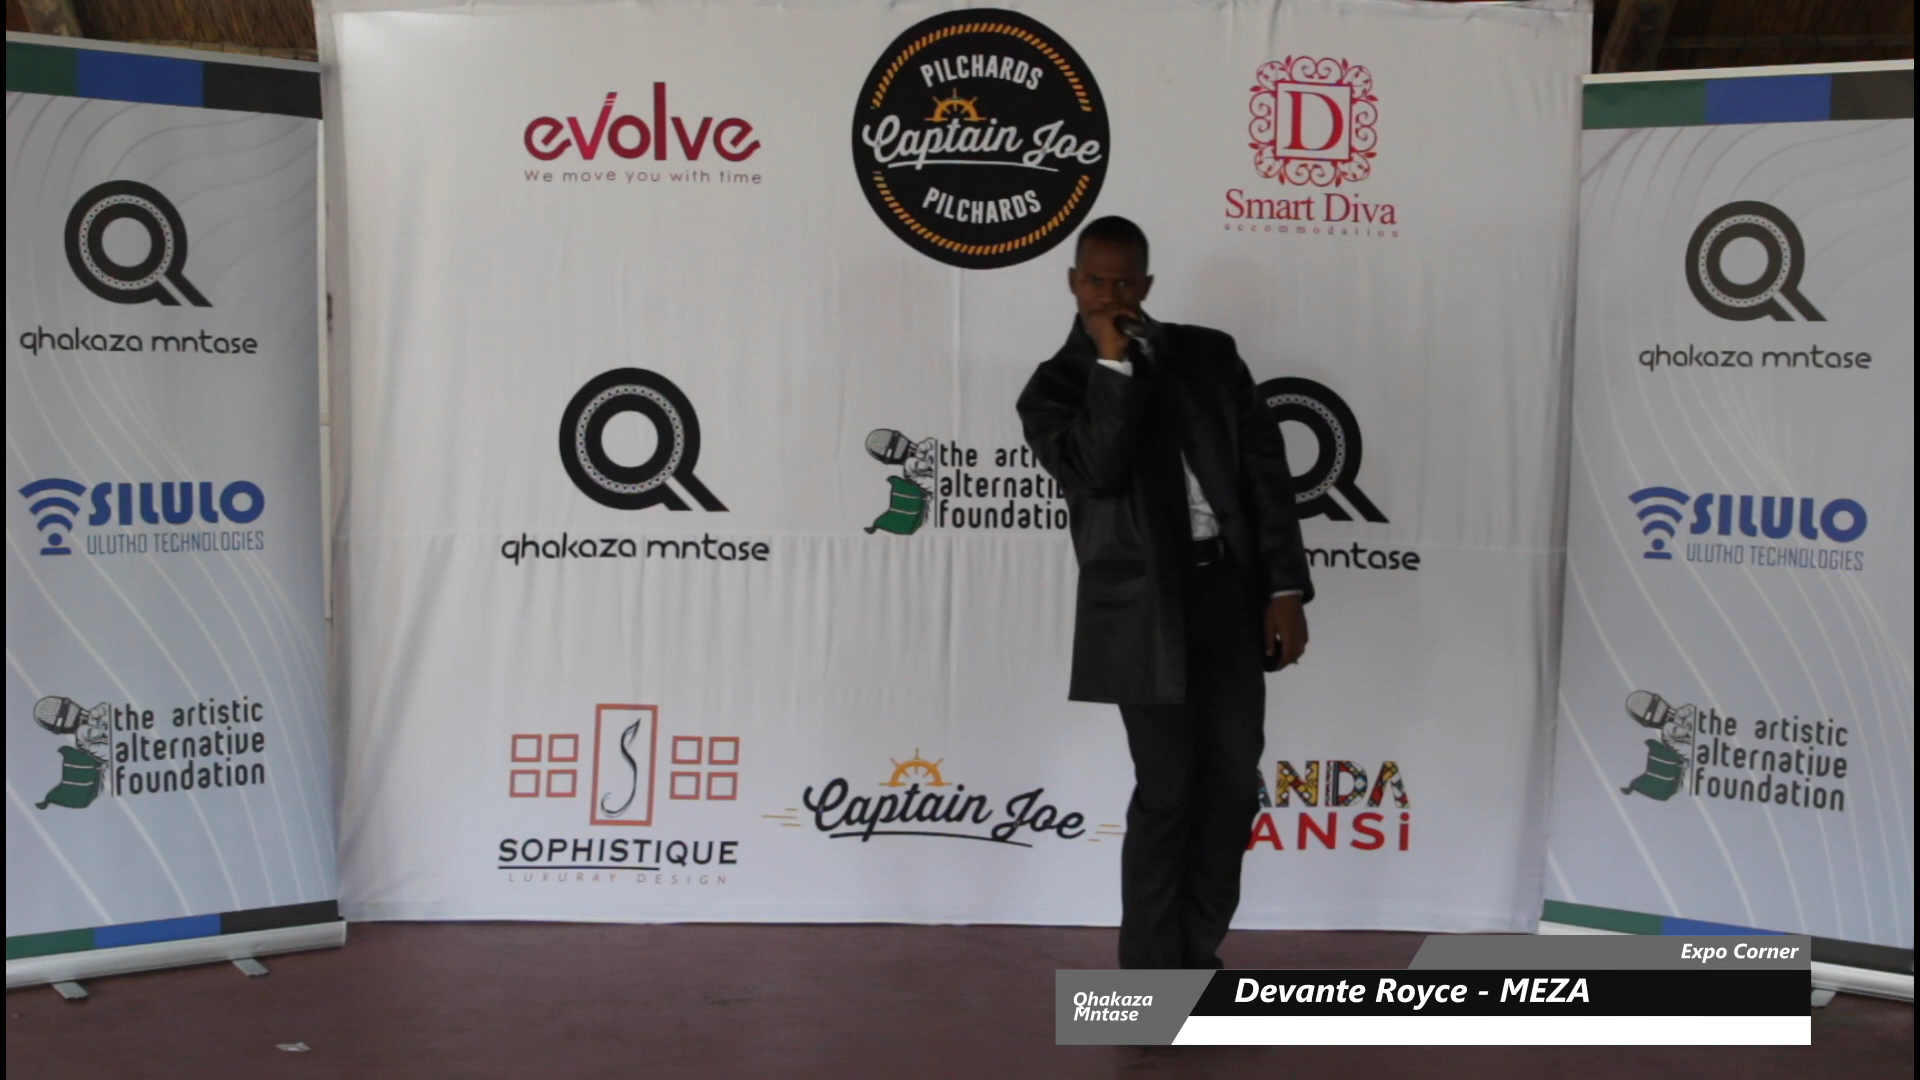 qhakaza mntase
SILULO
ULUTHO TECHNOLOGIES
the artistic
alternative
foundation
evolve
We move you with time
PILCHARDS
Captain Joe
PILCHARDS
D
Smart Diva
accommodation
qhakaza mntase
the arti
alternati
foundatio
mntase
S
SOPHISTIQUE
LUXURAY DESIGN
Captain Joe
ANDA
ANSi
qhakaza mntase
SILULO
ULUTHO TECHNOLOGIES
the artistic
alternative
foundation
Expo Corner
Qhakaza
Mntase
Devante Royce - MEZA